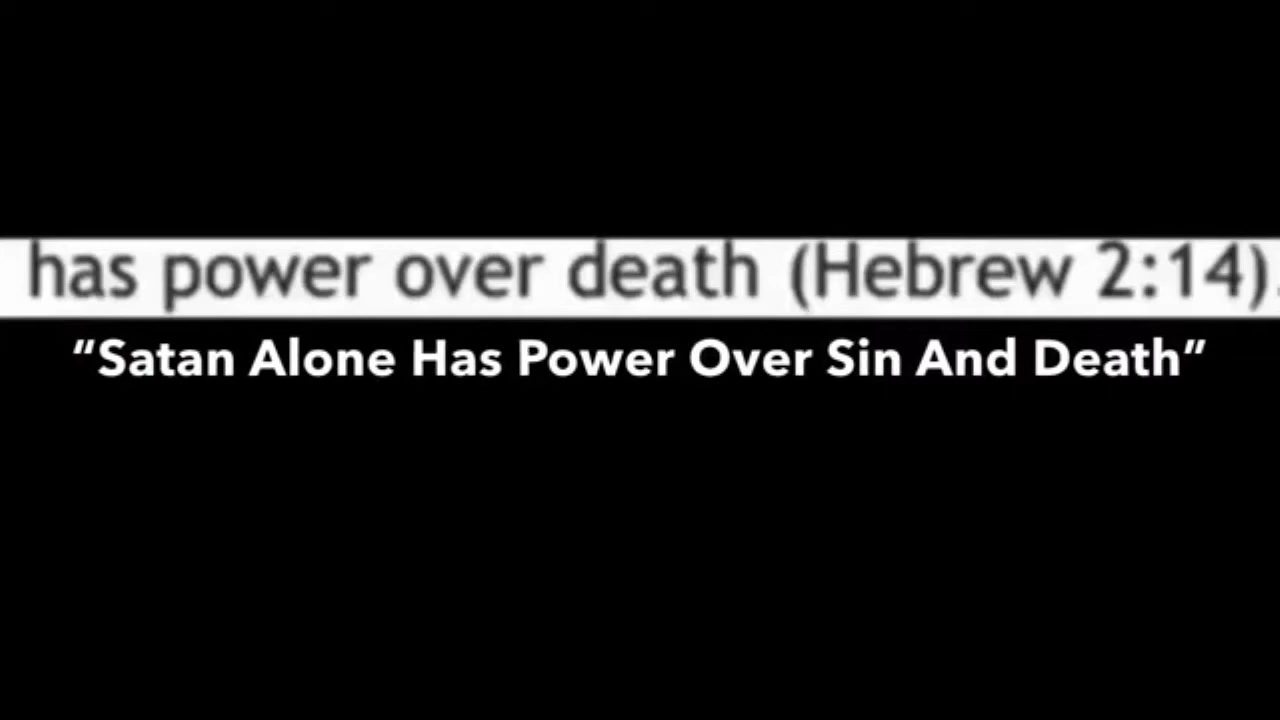 has power over death (Hebrew 2:14).
“Satan Alone Has Power Over Sin And Death”